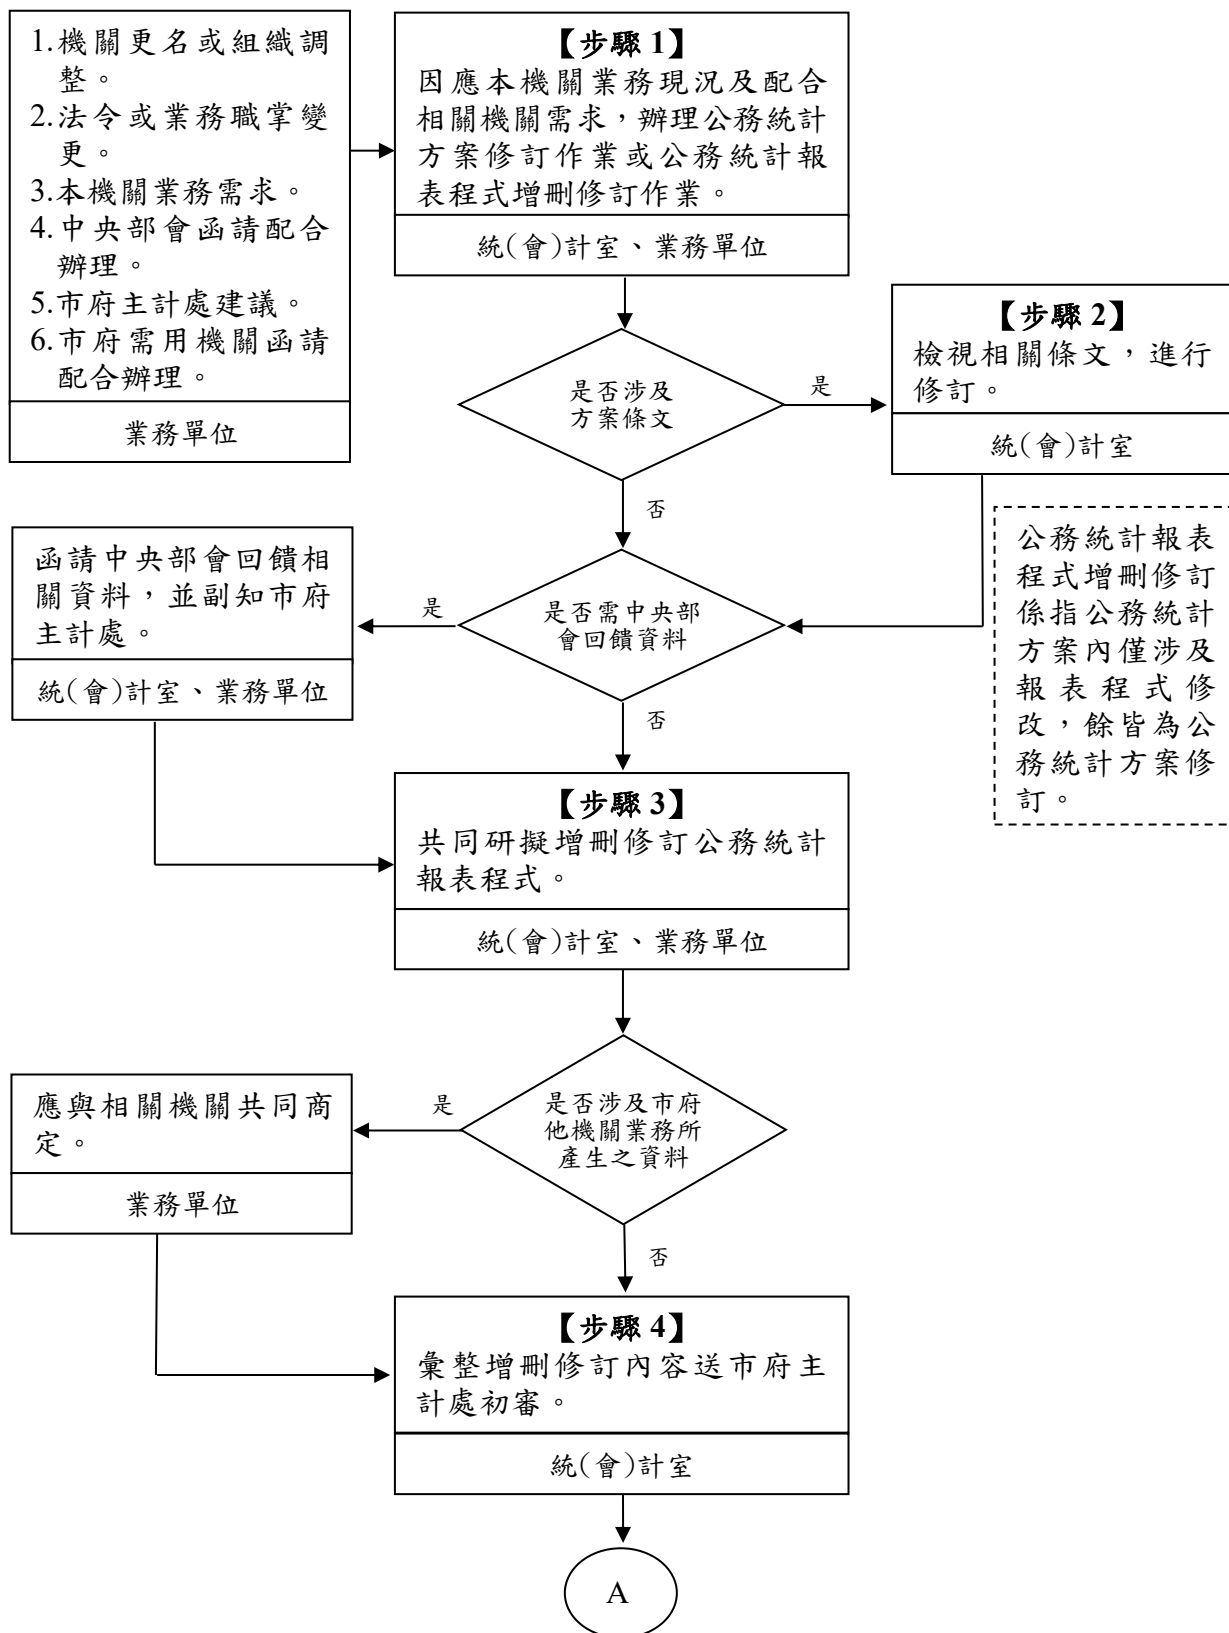 1.機關更名或組織調
整。
2.法令或業務職掌變
更。
3.本機關業務需求。
4.中央部會函請配合
辦理。
5.市府主計處建議。
6.市府需用機關函請
配合辦理。
業務單位
【步驟 1】
因應本機關業務現況及配合
相關機關需求，辦理公務統計
方案修訂作業或公務統計報
表程式增刪修訂作業。
統(會)計室、業務單位
是否涉及
方案條文
是
【步驟 2】
檢視相關條文，進行
修訂。
統(會)計室
否
公務統計報表
程式增刪修訂
係指公務統計
方案內僅涉及
報表程式修
改，餘皆為公
務統計方案修
訂。
是否需中央部
會回饋資料
是
函請中央部會回饋相
關資料，並副知市府
主計處。
統(會)計室、業務單位
否
【步驟 3】
共同研擬增刪修訂公務統計
報表程式。
統(會)計室、業務單位
是否涉及市府
他機關業務所
產生之資料
是
應與相關機關共同商
定。
業務單位
否
【步驟 4】
彙整增刪修訂內容送市府主
計處初審。
統(會)計室
A